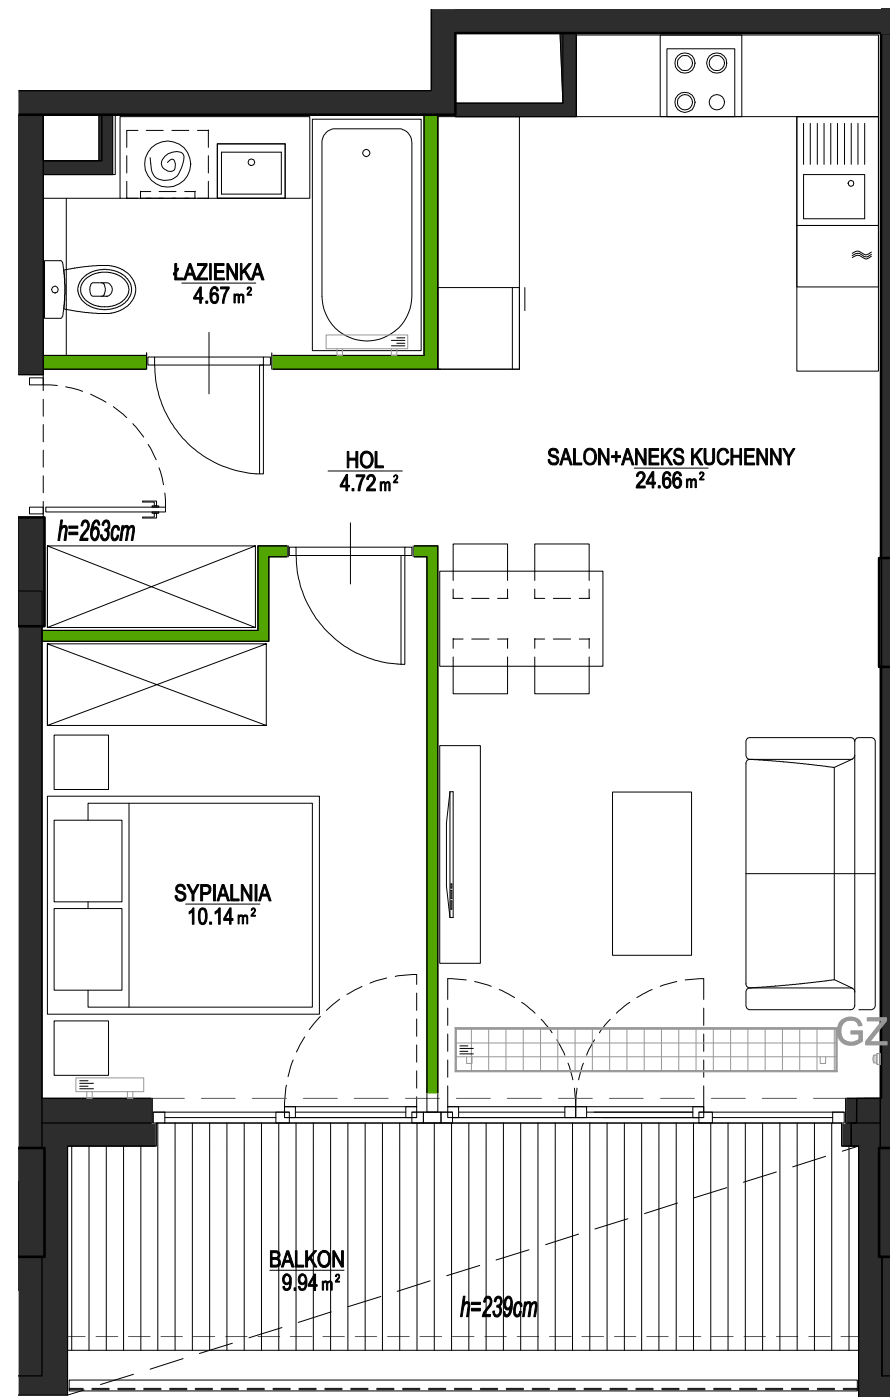 ŁAZIENKA
4.67 m²
HOL
4.72 m²
SALON+ANEKS KUCHENNY
24.66 m²
h=263cm
SYPIALNIA
10.14 m²
GZ
BALKON
9.94 m²
h=239cm